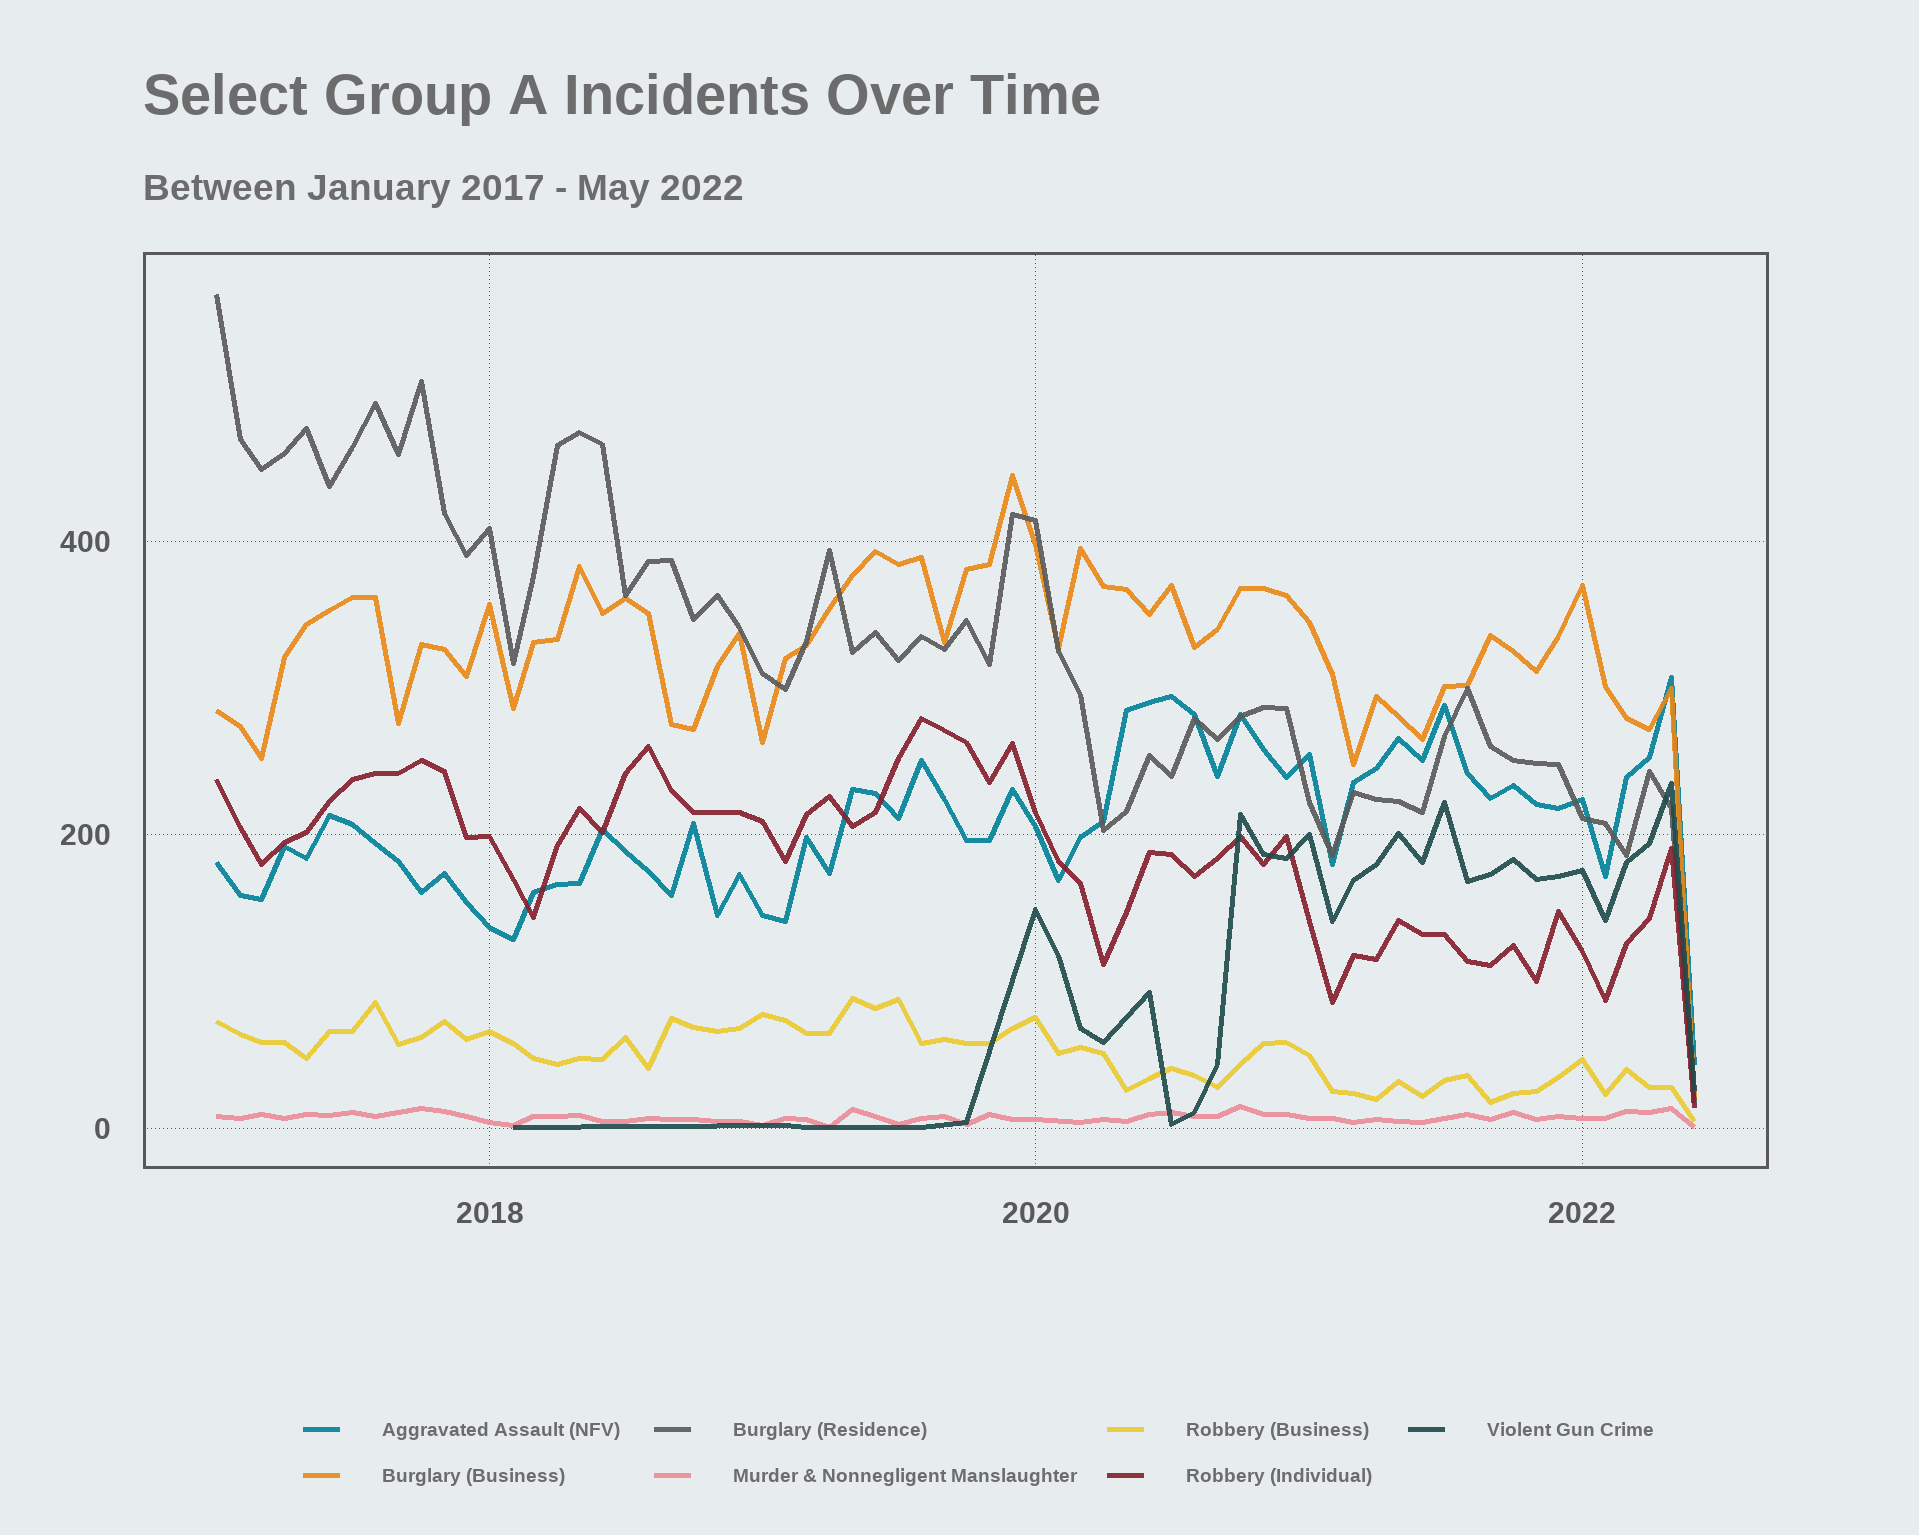 Select Group A Incidents Over Time
Between January 2017 - May 2022
400
200
0
2018 2020 2022
Aggravated Assault (NFV) Burglary (Residence) Robbery (Business) Violent Gun Crime
Burglary (Business) Murder & Nonnegligent Manslaughter Robbery (Individual)